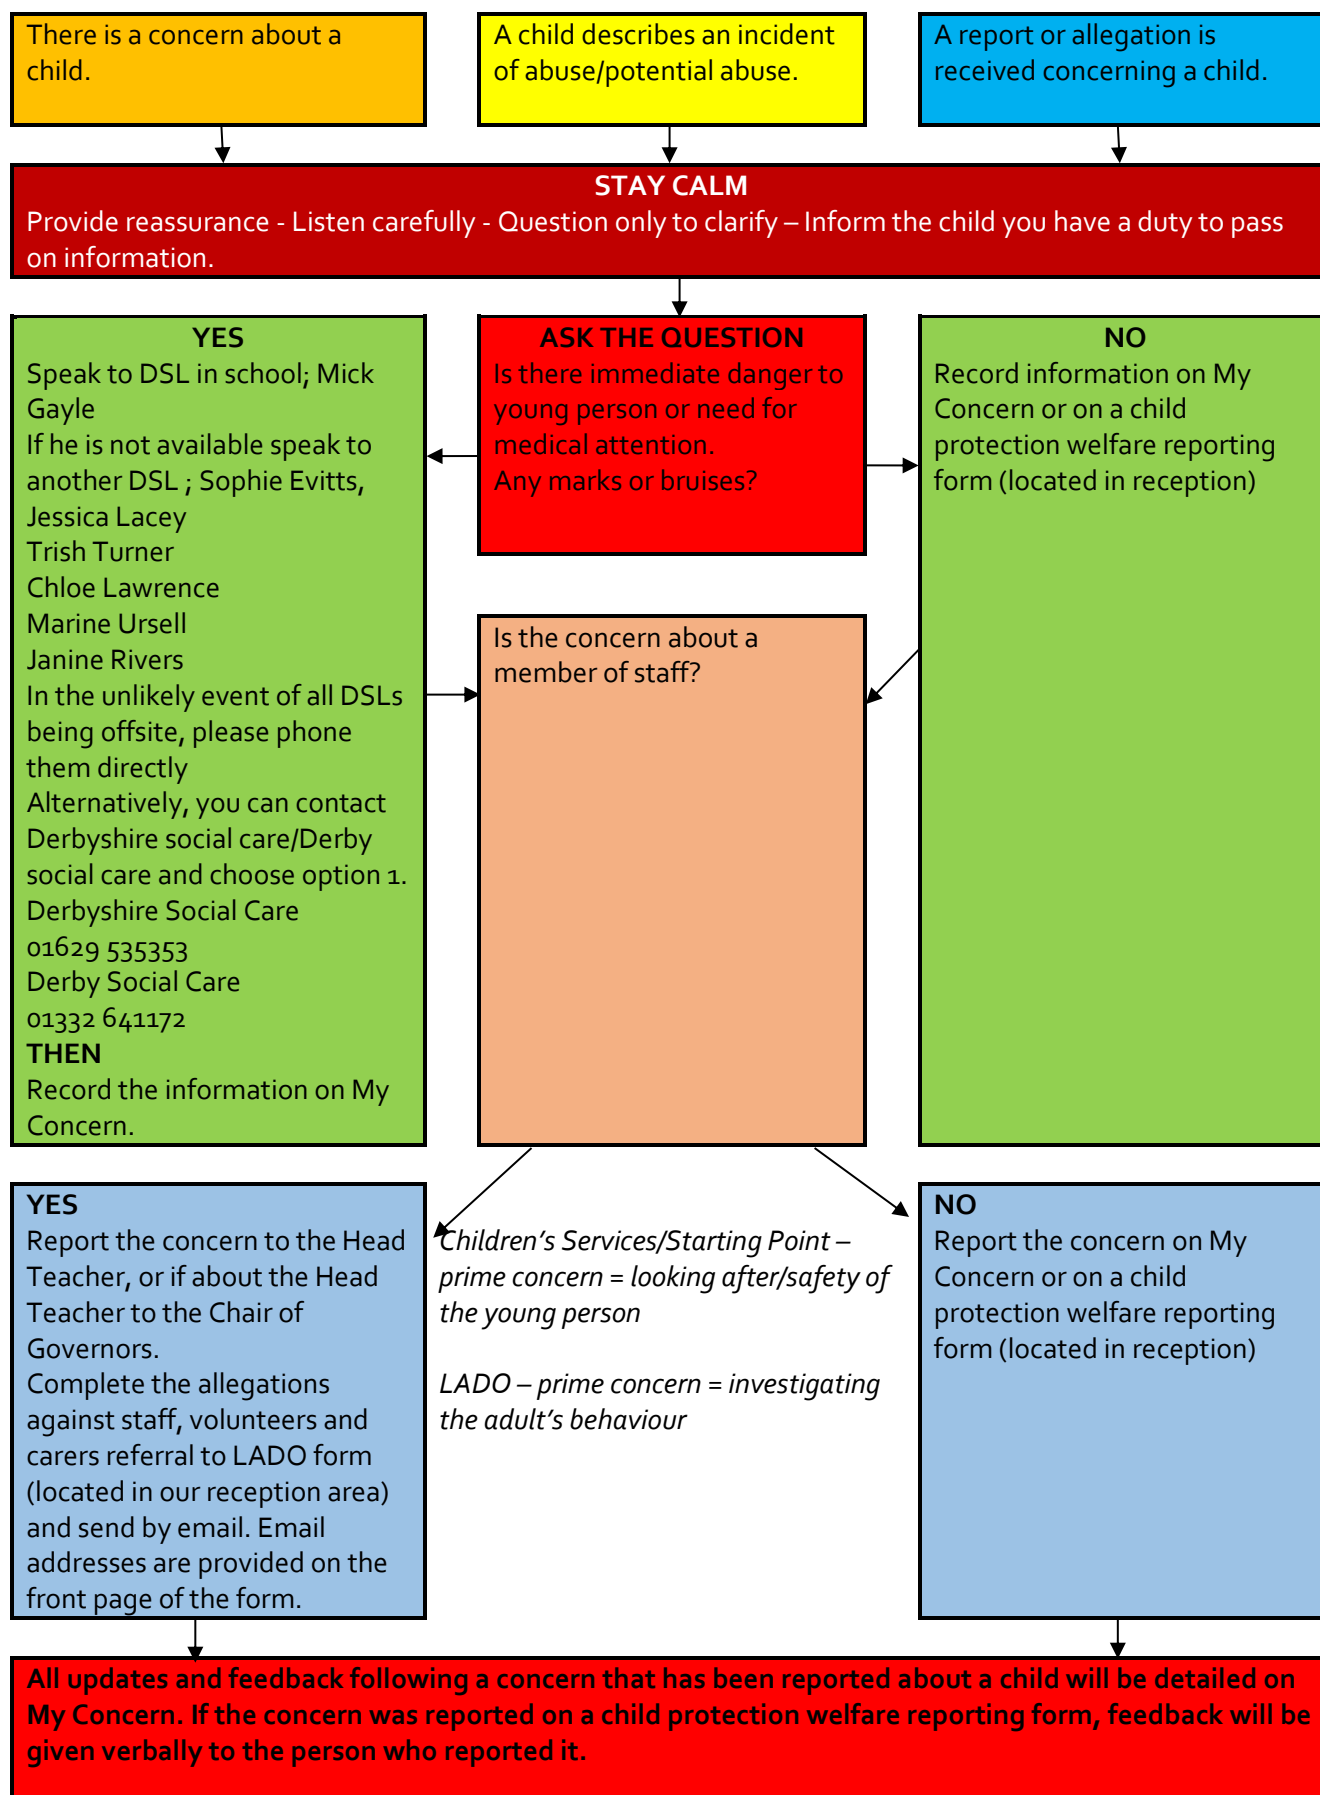 There is a concern about a
child.
A child describes an incident
of abuse/potential abuse.
A report or allegation is
received concerning a child.
STAY CALM
Provide reassurance - Listen carefully - Question only to clarify – Inform the child you have a duty to pass
on information.
YES
Speak to DSL in school; Mick
Gayle
If he is not available speak to
another DSL ; Sophie Evitts,
Jessica Lacey
Trish Turner
Chloe Lawrence
Marine Ursell
Janine Rivers
In the unlikely event of all DSLs
being offsite, please phone
them directly
Alternatively, you can contact
Derbyshire social care/Derby
social care and choose option 1.
Derbyshire Social Care
01629 535353
Derby Social Care
01332 641172
THEN
Record the information on My
Concern.
ASK THE QUESTION
Is there immediate danger to
young person or need for
medical attention.
Any marks or bruises?
NO
Record information on My
Concern or on a child
protection welfare reporting
form (located in reception)
Is the concern about a
member of staff?
YES
Report the concern to the Head
Teacher, or if about the Head
Teacher to the Chair of
Governors.
Complete the allegations
against staff, volunteers and
carers referral to LADO form
(located in our reception area)
and send by email. Email
addresses are provided on the
front page of the form.
Children's Services/Starting Point –
prime concern = looking after/safety of
the young person
LADO – prime concern = investigating
the adult's behaviour
NO
Report the concern on My
Concern or on a child
protection welfare reporting
form (located in reception)
All updates and feedback following a concern that has been reported about a child will be detailed on
My Concern. If the concern was reported on a child protection welfare reporting form, feedback will be
given verbally to the person who reported it.